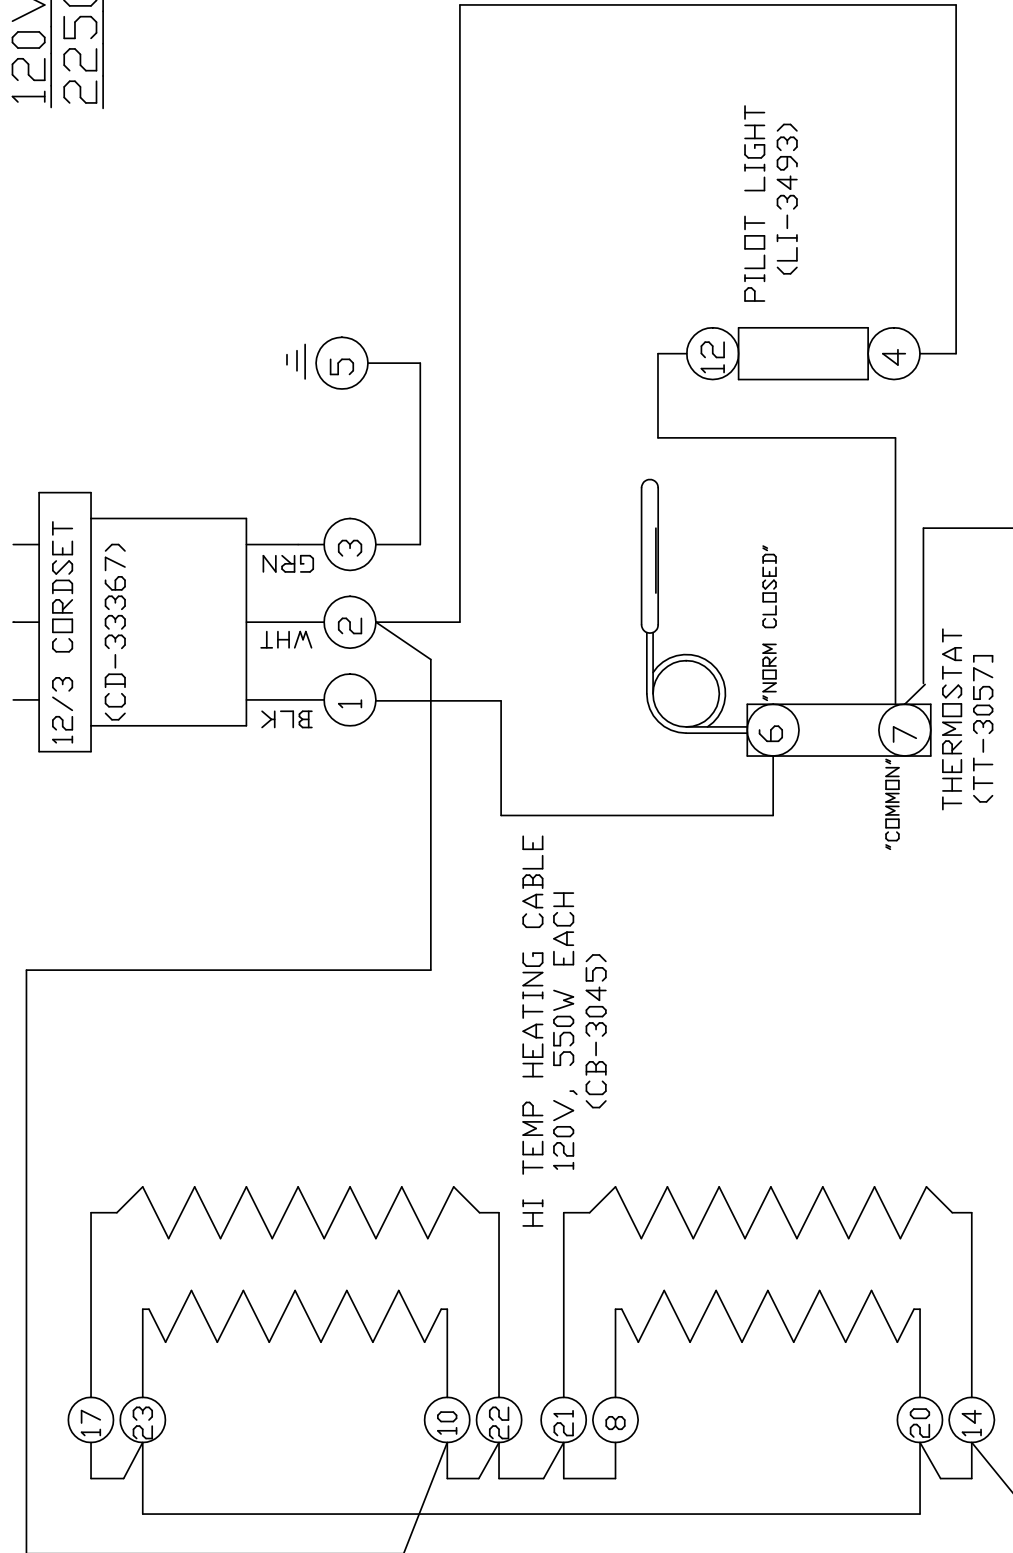 120V
2250
12/3 CORDSET
(CD-33367)
BLK
WHT
GRN
1
2
3
5
PILOT LIGHT
(LI-3493)
12
4
"NORM CLOSED"
6
7
"COMMON"
THERMOSTAT
(TT-3057]
HI TEMP HEATING CABLE
120V, 550W EACH
(CB-3045)
17
23
10
22
21
8
20
14